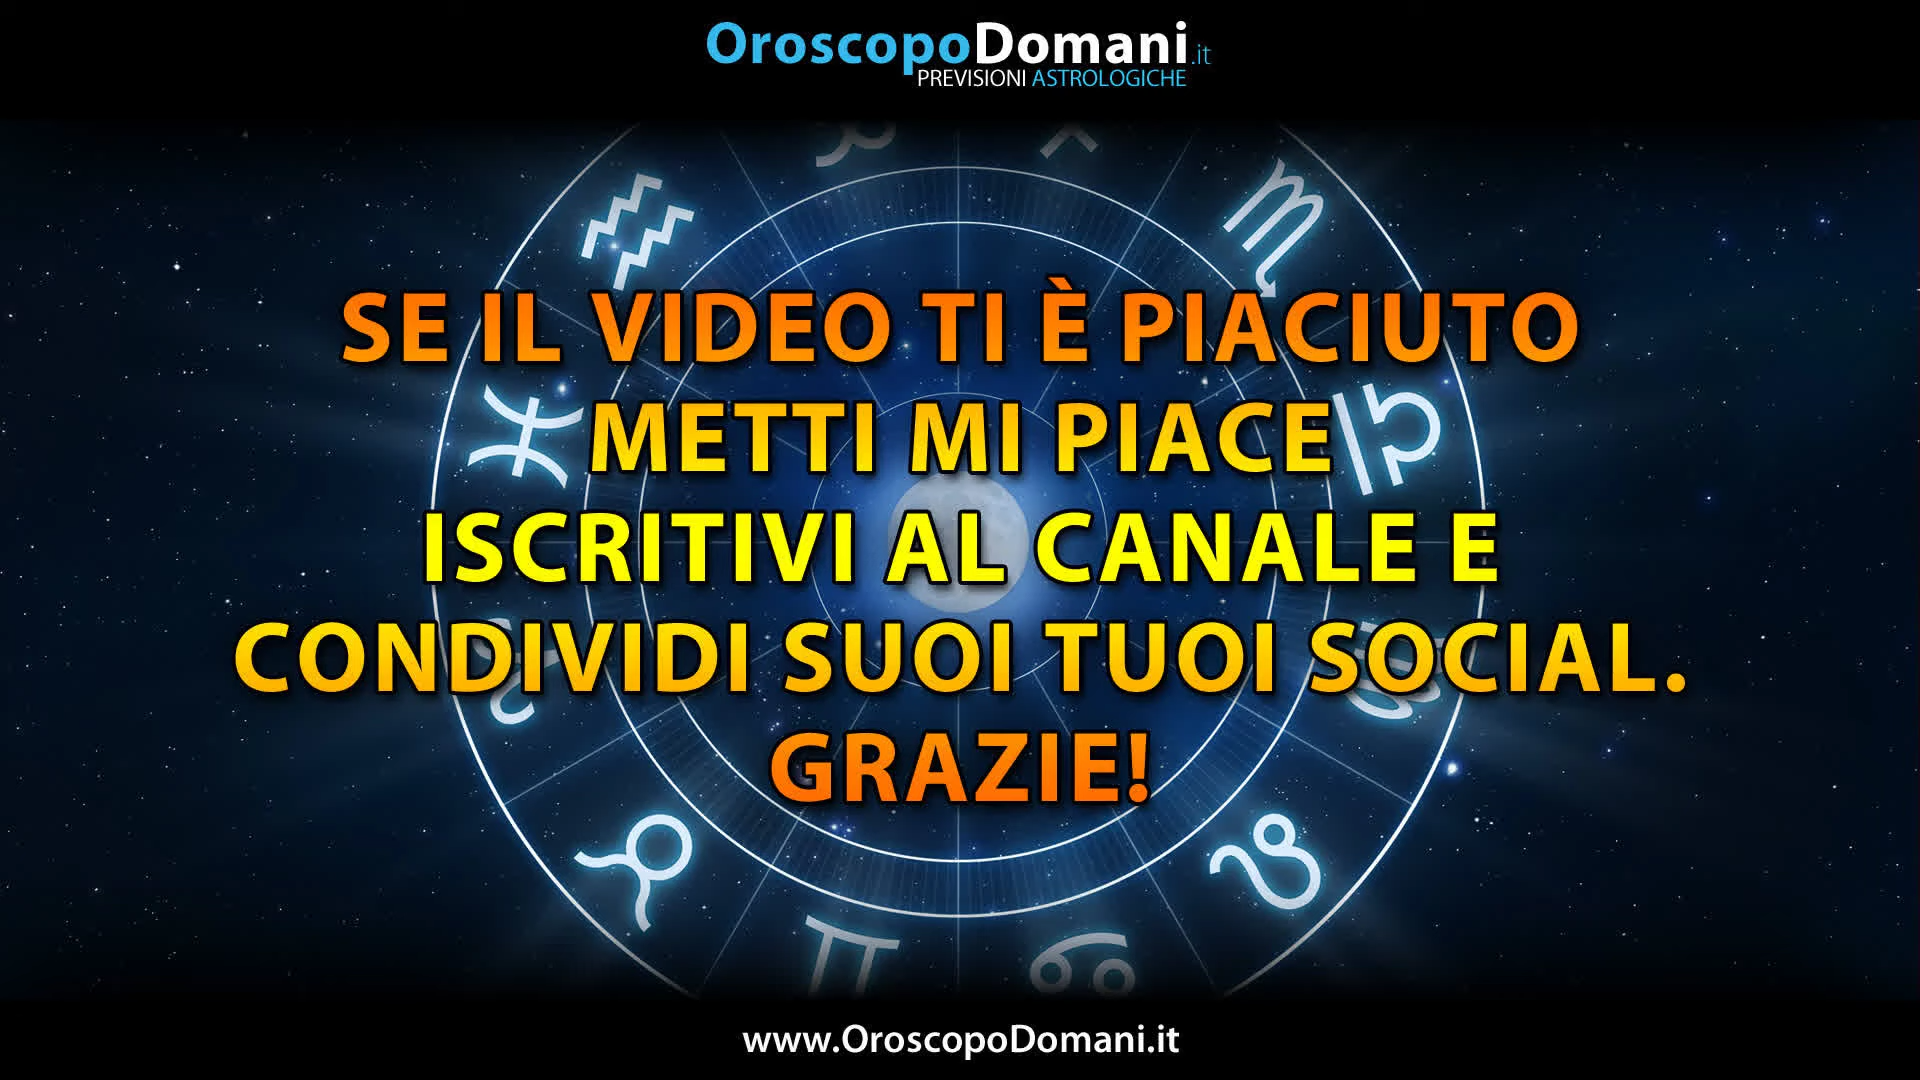 OroscopoDomani.it
PREVISIONI ASTROLOGICHE
SE IL VIDEO TI È PIACIUTO
METTI MI PIACE
ISCRITIVI AL CANALE E
CONDIVIDI SUOI TUOI SOCIAL.
GRAZIE!
www.OroscopoDomani.it